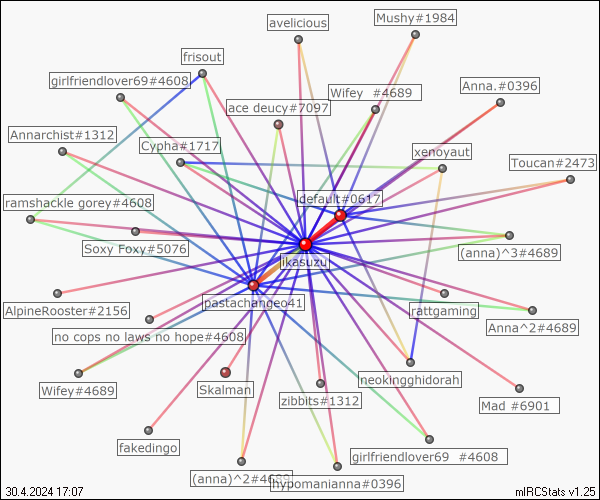 avelicious
Mushy#1984
frisout
girlfriendlover69#4608
Wifey #4689
Anna.#0396
ace deucy#7097
Annarchist#1312
Cypha#1717
xenoyaut
Toucan#2473
idefault#0617
ramshackle gorey#4608
Soxy Foxy#5076
(anna)^3#4689
jikasuzu
pastachangeo41
AlpineRooster#2156
rattgaming
Anna^2#4689
no cops no laws no hope#4608
Wifey#4689
Skalman
neokingghidorah
zibbits#1312
Mad #6901
fakedingo
girlfriendlover69 #4608
(anna)^2#4689
hypomanianna#0396
30.4.2024 17:07
mIRCStats v1.25